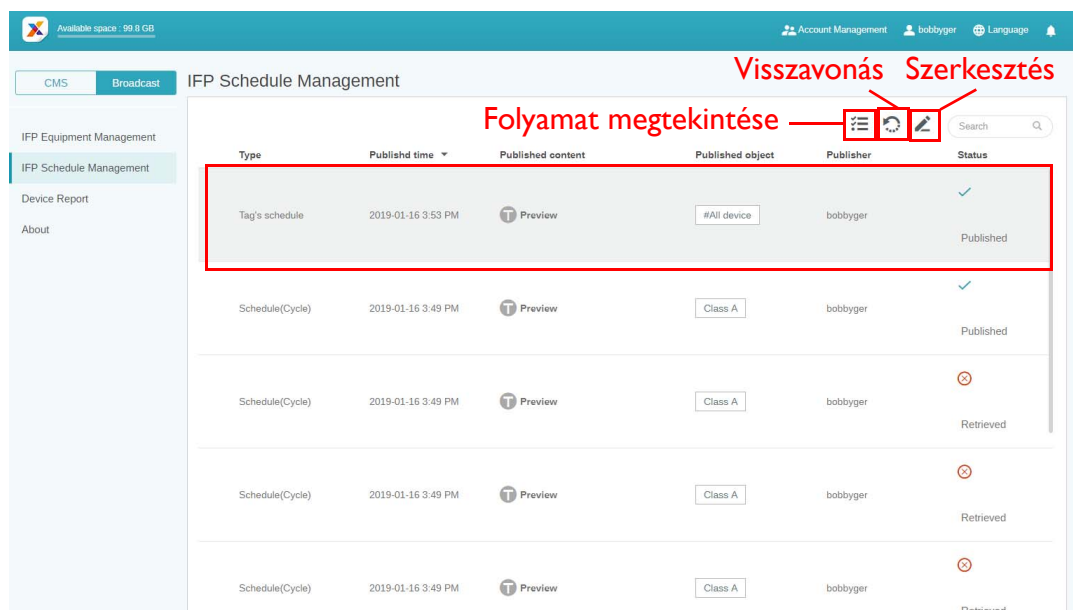 Available space : 99.8 GB
Account Management bobbyger Language
CMS Broadcast
IFP Schedule Management
Visszavonás Szerkesztés
Folyamat megtekintése
Search
IFP Equipment Management
IFP Schedule Management
Device Report
About
Type Publishd time Published content Published object Publisher Status
Tag's schedule 2019-01-16 3:53 PM T Preview #All device bobbyger Published
Schedule(Cycle) 2019-01-16 3:49 PM T Preview Class A bobbyger Published
Schedule(Cycle) 2019-01-16 3:49 PM T Preview Class A bobbyger Retrieved
Schedule(Cycle) 2019-01-16 3:49 PM T Preview Class A bobbyger Retrieved
Schedule(Cycle) 2019-01-16 3:49 PM T Preview Class A bobbyger